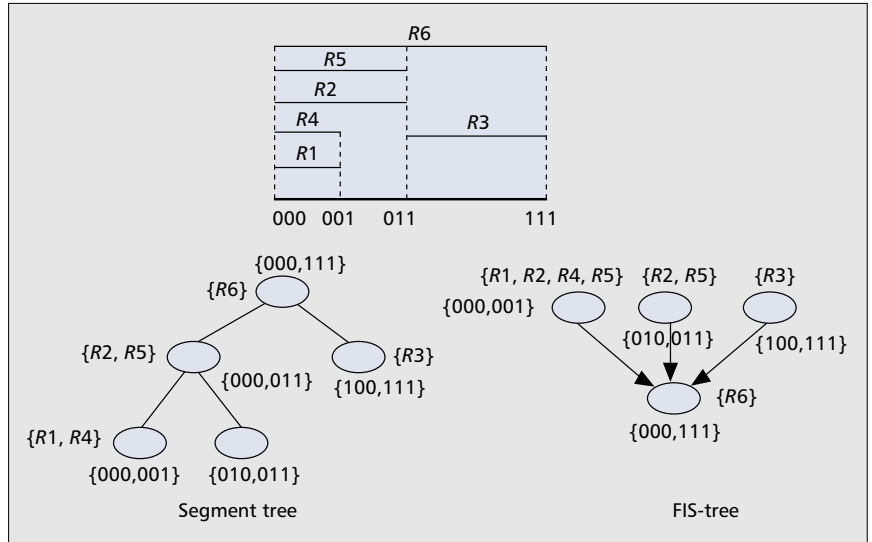 R6
R5
R2
R4
R3
R1
000 001 011 111
{000,111}
{R6}
{R2, R5}
{R3}
{000,011}
{100,111}
{R1, R4}
{000,001}
{010,011}
Segment tree
{R1, R2, R4, R5}
{R2, R5}
{R3}
{000,001}
{010,011}
{100,111}
{R6}
{000,111}
FIS-tree